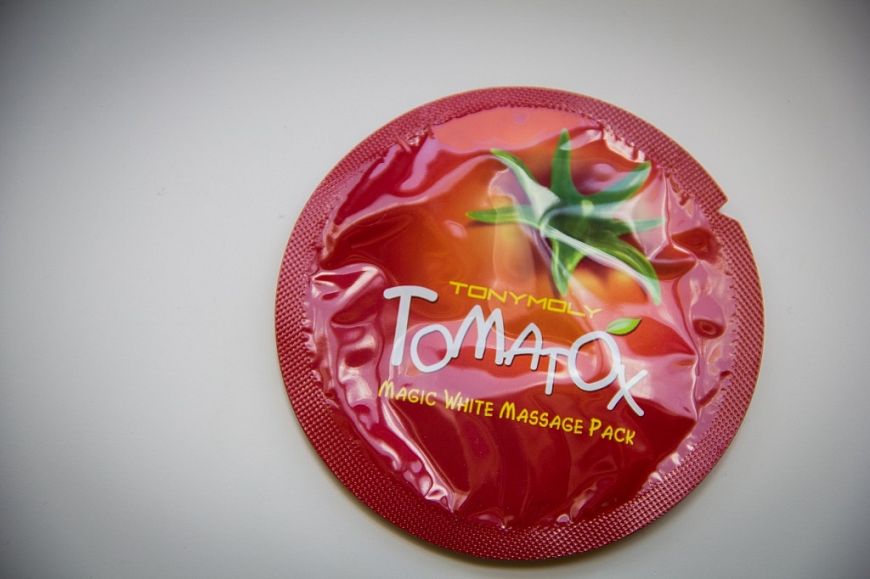 TONYMOLY
TOMATOX
MAGIC WHITE MASSAGE PACK